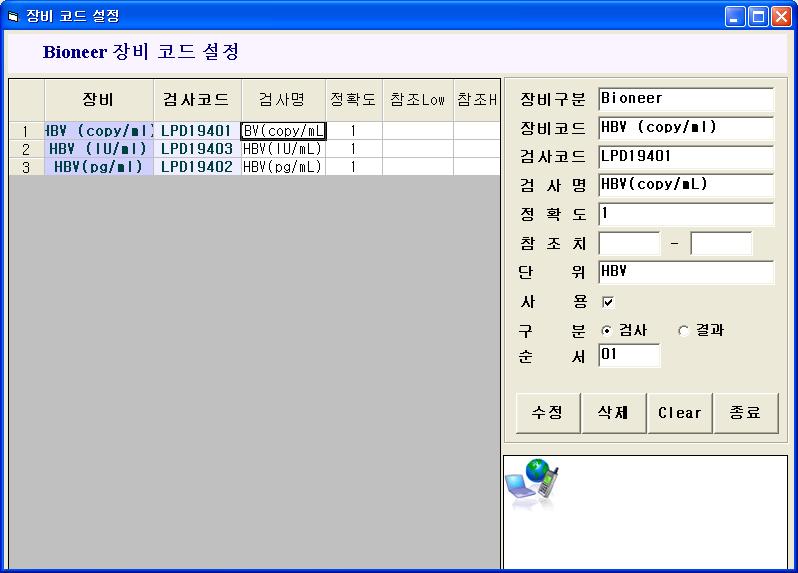 장비 코드 설정
Bioneer 장비 코드 설정
장비 검사코드 검사명 정확도 참조Low 참조H
1 HBV (copy/ml) LPD19401 BV(copy/mL 1
2 HBV (IU/ml) LPD19403 HBV(IU/mL) 1
3 HBV(pg/ml) LPD19402 HBV(pg/mL) 1
장비구분 Bioneer
장비코드 HBV (copy/ml)
검사코드 LPD19401
검 사 명 HBV(copy/mL)
정 확 도 1
참 조 치 -
단 위 HBV
사 용
구 분 검사 결과
순 서 01
수정 삭제 Clear 종료